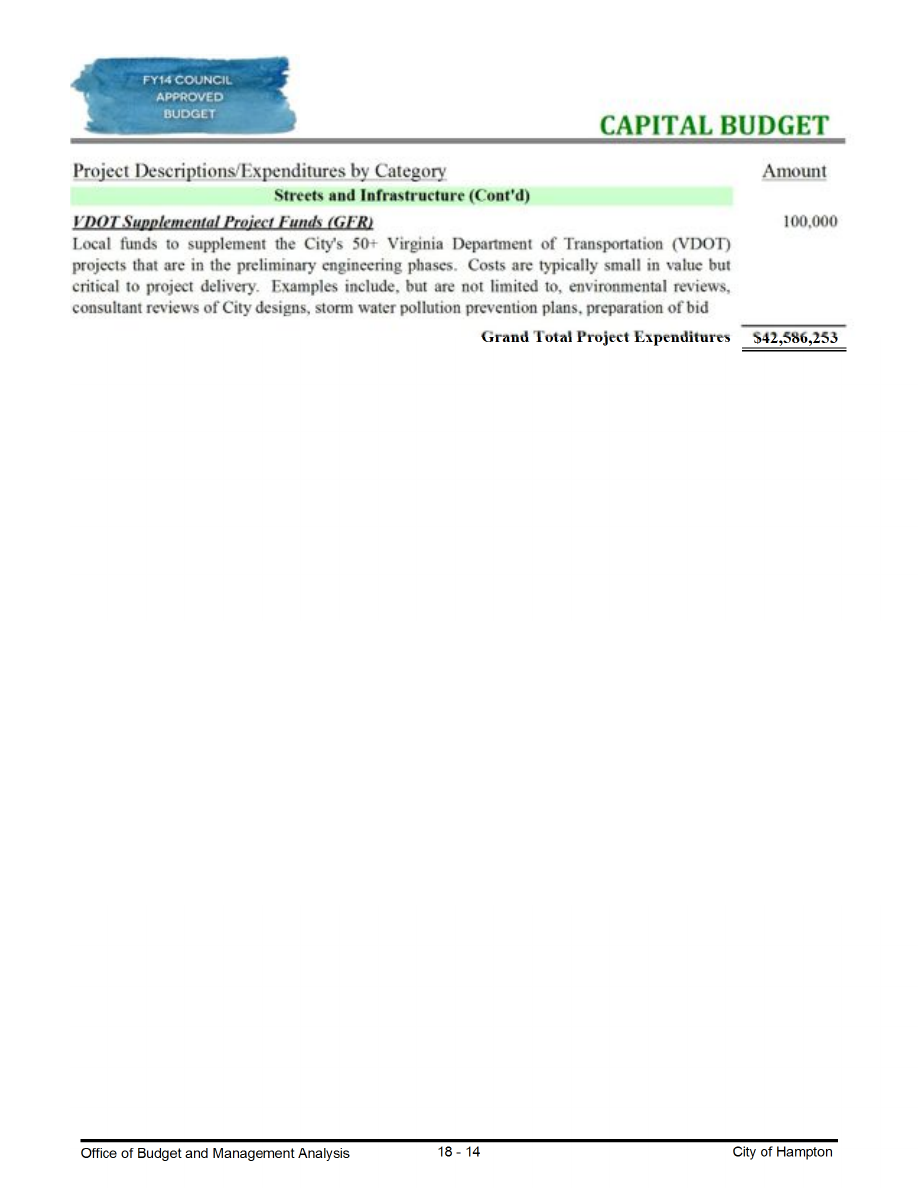 FY14 COUNCIL
APPROVED
BUDGET
CAPITAL BUDGET
Project Descriptions/Expenditures by Category Amount
Streets and Infrastructure (Cont'd)
VDOT Supplemental Project Funds (GFR) 100,000
Local funds to supplement the City's 50+ Virginia Department of Transportation (VDOT)
projects that are in the preliminary engineering phases. Costs are typically small in value but
critical to project delivery. Examples include, but are not limited to, environmental reviews,
consultant reviews of City designs, storm water pollution prevention plans, preparation of bid
Grand Total Project Expenditures $42,586,253
Office of Budget and Management Analysis 18 - 14 City of Hampton